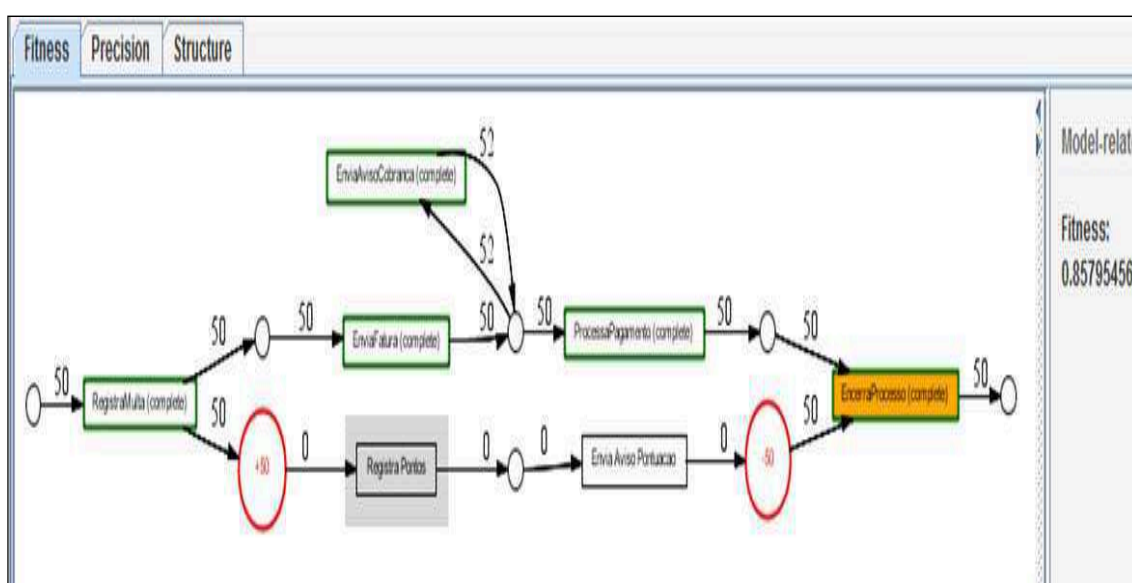 Fitness Precision Structure
Model-relat
Fitness:
0.85795456
52
EnviaAvisoCobranca (complete)
52
50 50 50 50 50 50
EnviaFatura (complete)
ProcessaPagamento (complete)
50
RegistraMulta (complete)
EncerraProcesso (complete)
50
50 50
+50
0
Registra Pontos
0 0
Envia Aviso Pontuacao
0
-50